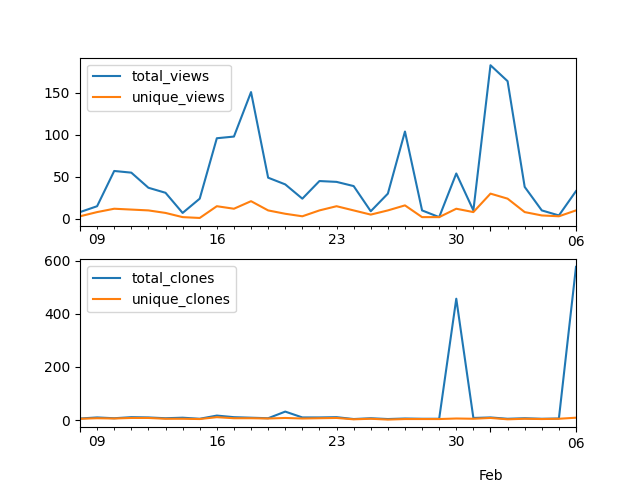 total_views
unique_views
150
100
50
0
09 16 23 30 06
total_clones
unique_clones
600
400
200
0
09 16 23 30 06
Feb